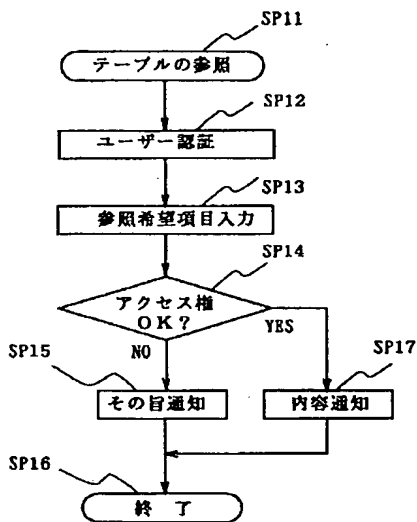 SP11
テーブルの参照
SP12
ユーザー認証
SP13
参照希望項目入力
SP14
アクセス権
OK?
YES
NO
SP15
その旨通知
SP17
内容通知
SP16
終 了